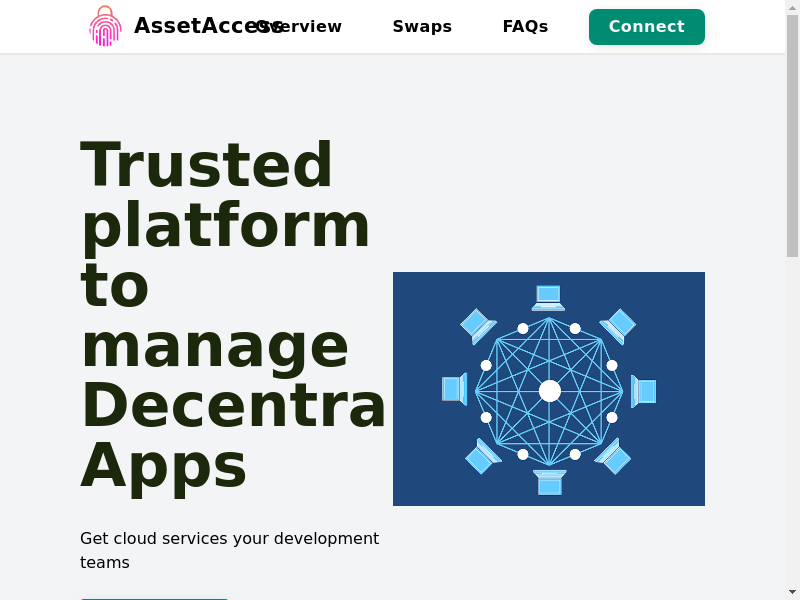 AssetAccess Overview Swaps FAQs Connect
Trusted
platform
to
manage
Decentra
Apps
Get cloud services your development
teams